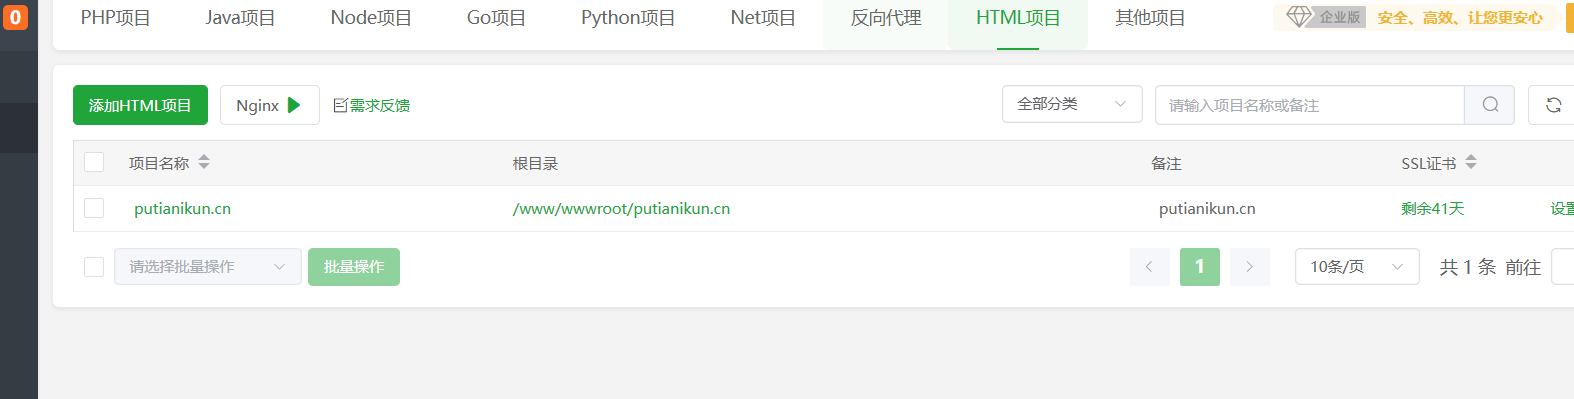 0
PHP项目 Java项目 Node项目 Go项目 Python项目 Net项目 反向代理 HTML项目 其他项目 企业版 安全、高效、让您更安心
添加HTML项目 Nginx 需求反馈 全部分类 请输入项目名称或备注
项目名称 根目录 备注 SSL证书
putianikun.cn /www/wwwroot/putianikun.cn putianikun.cn 剩余41天 设置
请选择批量操作 批量操作 1 10条/页 共 1 条 前往